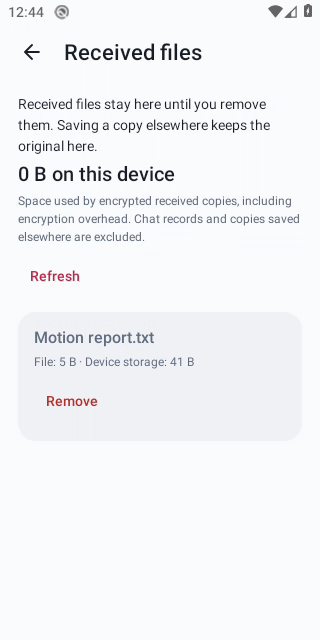 12:44
Received files
Received files stay here until you remove
them. Saving a copy elsewhere keeps the
original here.
0 B on this device
Space used by encrypted received copies, including
encryption overhead. Chat records and copies saved
elsewhere are excluded.
Refresh
Motion report.txt
File: 5 B · Device storage: 41 B
Remove